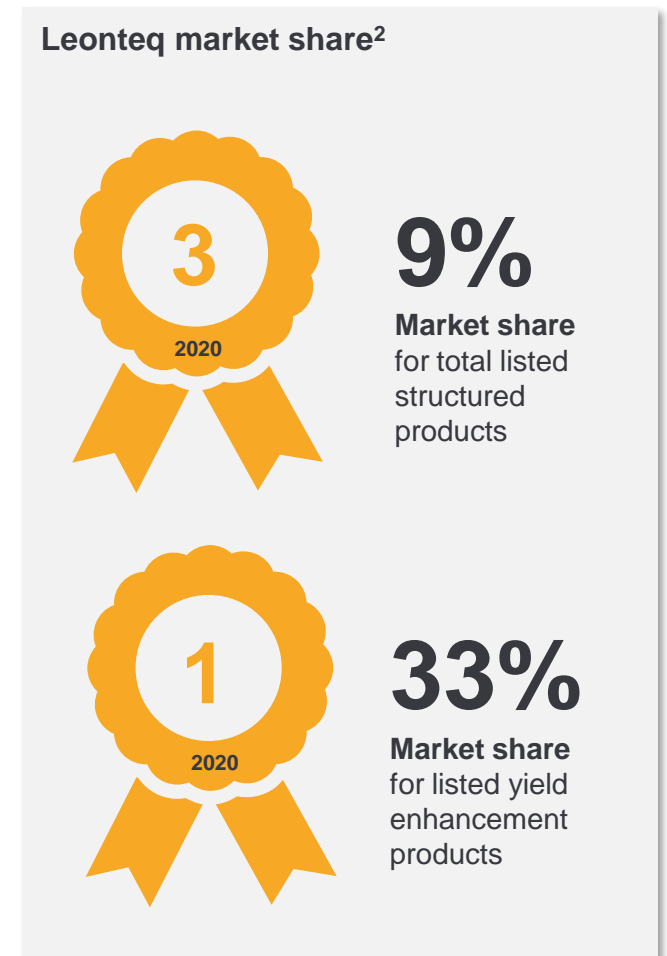 Leonteq market share²
3
2020
9%
Market share
for total listed
structured
products
1
2020
33%
Market share
for listed yield
enhancement
products